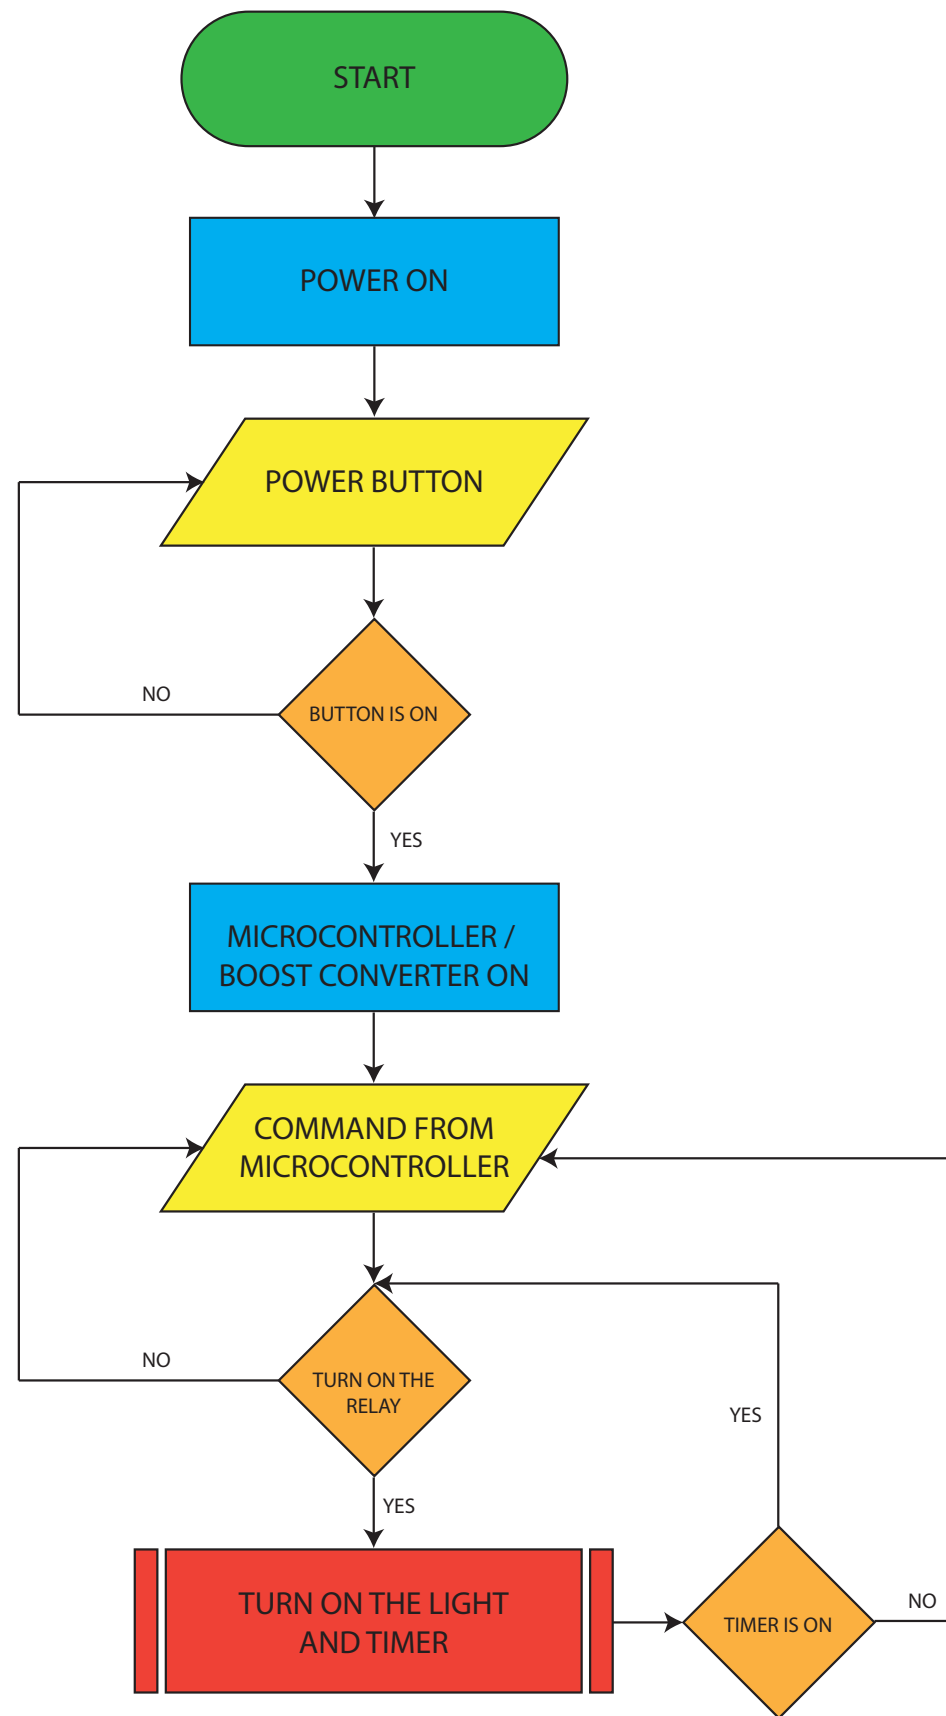 START
POWER ON
POWER BUTTON
NO
BUTTON IS ON
YES
MICROCONTROLLER /
BOOST CONVERTER ON
COMMAND FROM
MICROCONTROLLER
NO
TURN ON THE
RELAY
YES
YES
TURN ON THE LIGHT
AND TIMER
TIMER IS ON
NO